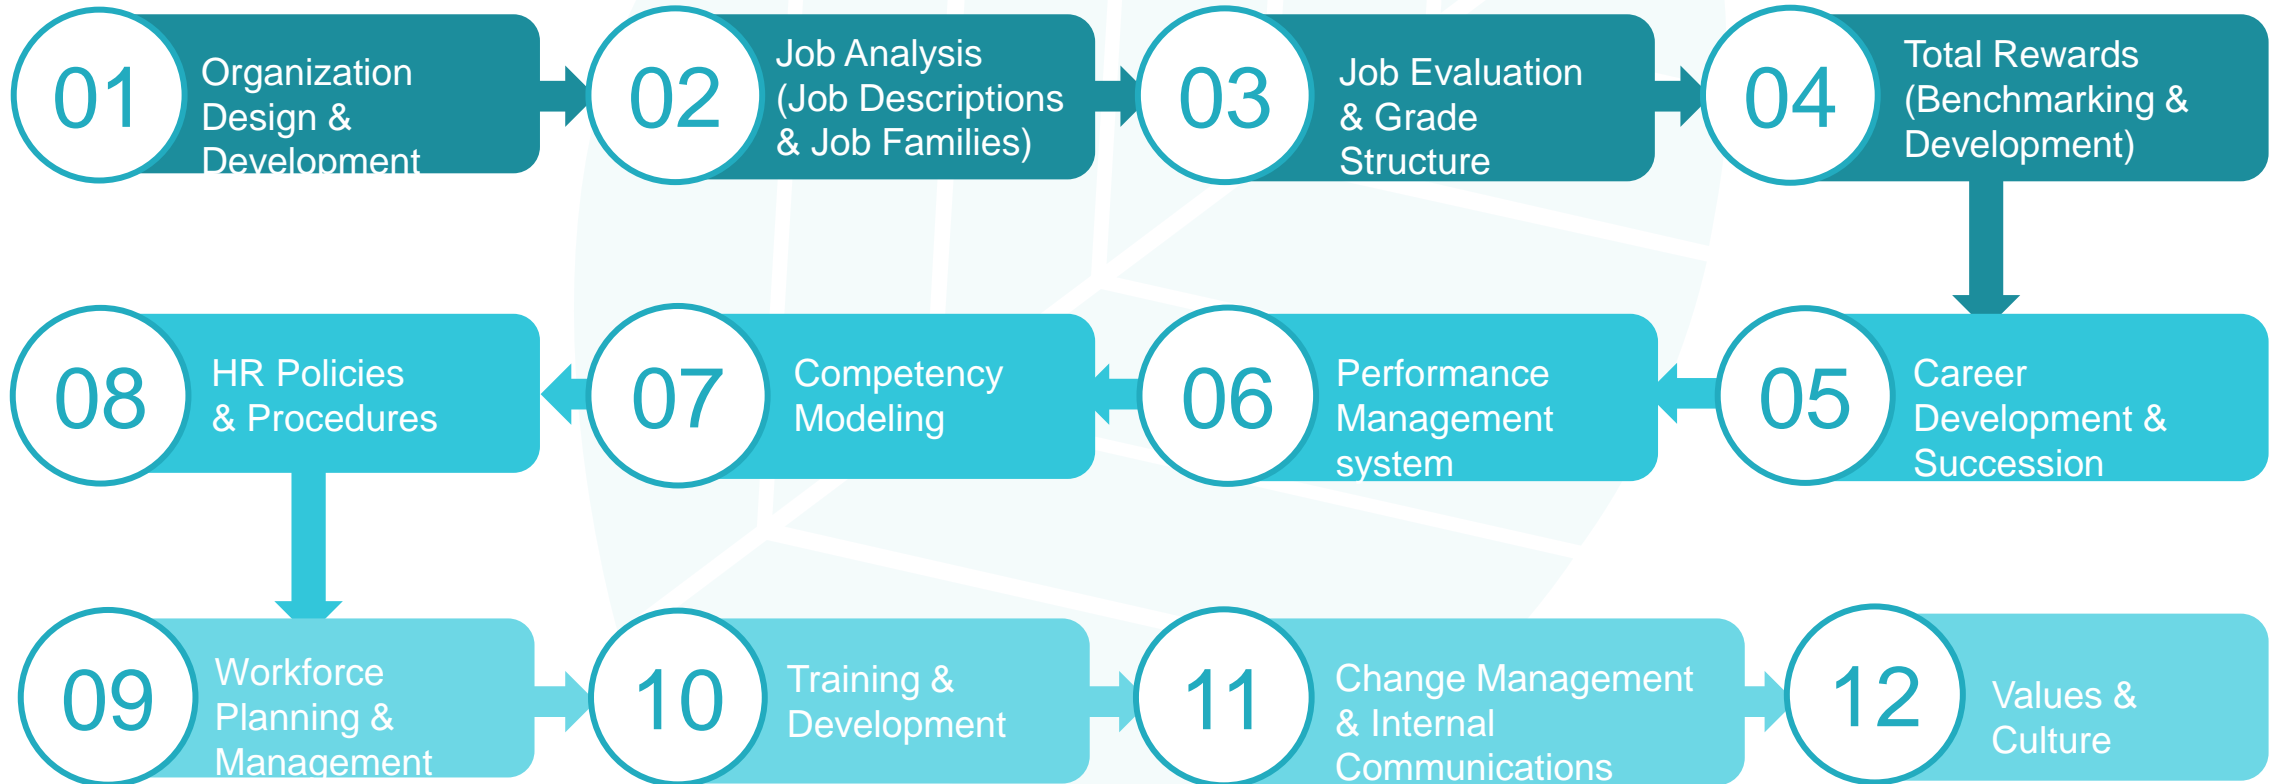 01
Organization
Design &
Development
02
Job Analysis
(Job Descriptions
& Job Families)
03
Job Evaluation
& Grade
Structure
04
Total Rewards
(Benchmarking &
Development)
05
Career
Development &
Succession
06
Performance
Management
system
07
Competency
Modeling
08
HR Policies
& Procedures
09
Workforce
Planning &
Management
10
Training &
Development
11
Change Management
& Internal
Communications
12
Values &
Culture